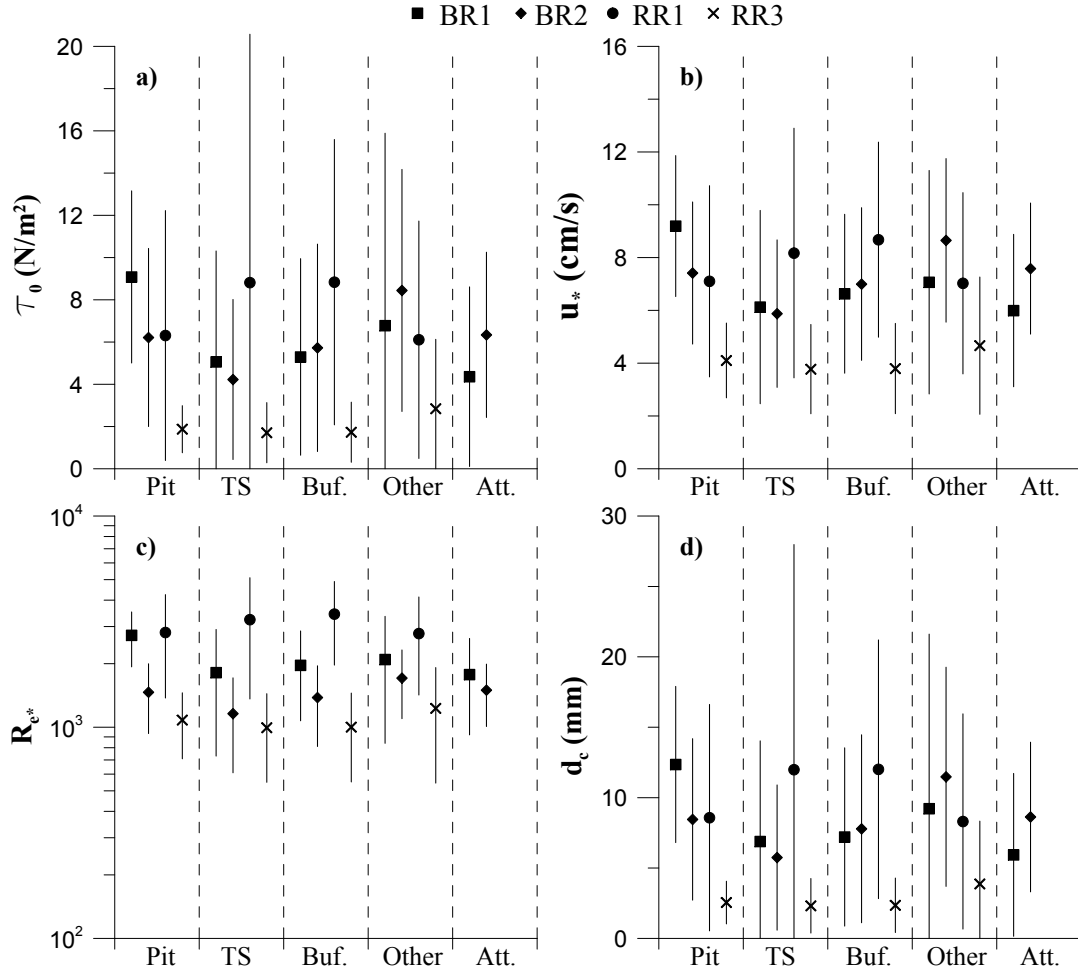 BR1 BR2 RR1 RR3
a)
20
16
12
8
4
0
τ₀ (N/m²)
Pit TS Buf. Other Att.
b)
16
12
8
4
0
u* (cm/s)
Pit TS Buf. Other Att.
c)
10⁴
10³
10²
Re*
Pit TS Buf. Other Att.
d)
30
20
10
0
d_c (mm)
Pit TS Buf. Other Att.